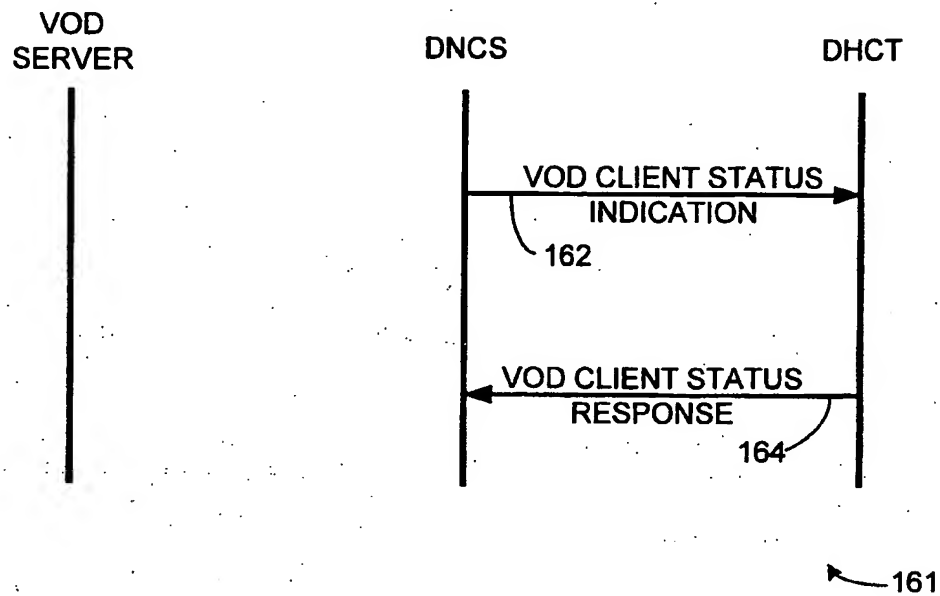 VOD
SERVER
DNCS
DHCT
VOD CLIENT STATUS
INDICATION
162
VOD CLIENT STATUS
RESPONSE
164
161